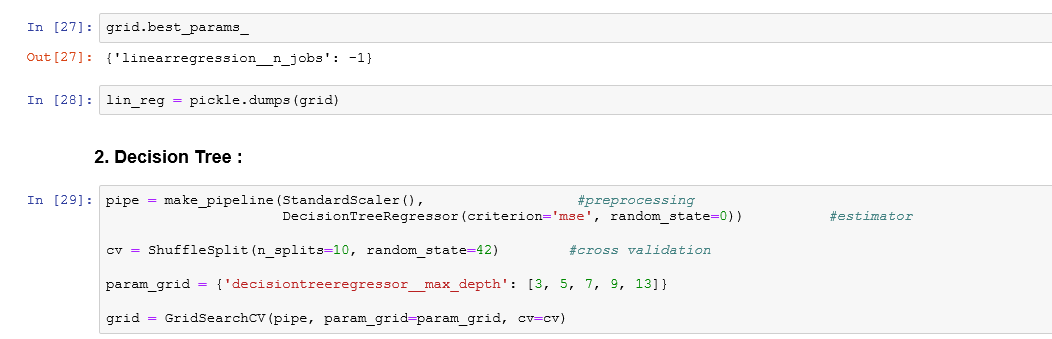 In [27]: grid.best_params_
Out[27]: {'linearregression__n_jobs': -1}
In [28]: lin_reg = pickle.dumps(grid)
2. Decision Tree :
In [29]: pipe = make_pipeline(StandardScaler(), #preprocessing
DecisionTreeRegressor(criterion='mse', random_state=0)) #estimator
cv = ShuffleSplit(n_splits=10, random_state=42) #cross validation
param_grid = {'decisiontreeregressor__max_depth': [3, 5, 7, 9, 13]}
grid = GridSearchCV(pipe, param_grid=param_grid, cv=cv)